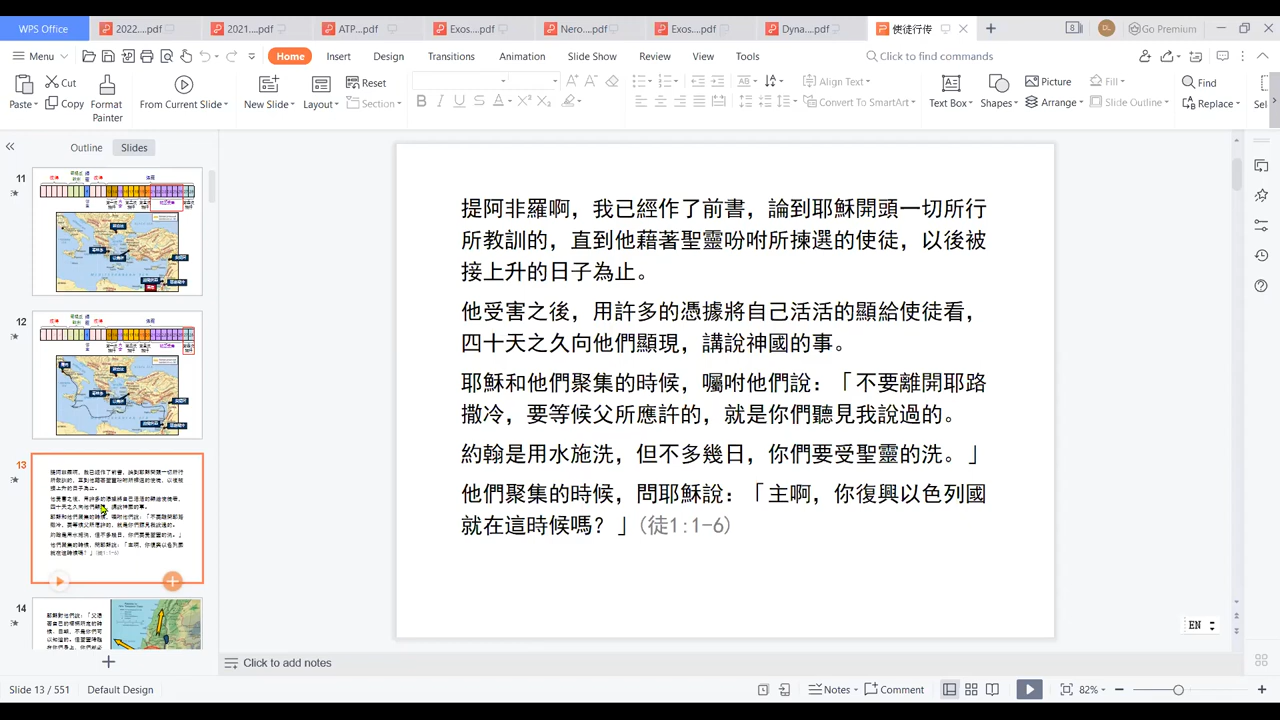 WPS Office
2022....pdf
2021...pdf
ATP...pdf
Exos....pdf
Nero....pdf
Exos....pdf
Dyna....pdf
使徒行传
Go Premium
Menu
Home
Insert
Design
Transitions
Animation
Slide Show
Review
View
Tools
Click to find commands
Paste
Cut
Copy
Format
Painter
From Current Slide
New Slide
Layout
Reset
Section
Align Text
Convert To SmartArt
Text Box
Shapes
Picture
Arrange
Fill
Slide Outline
Find
Replace
Sel
Outline
Slides
11
12
13
14
提阿非羅啊，我已經作了前書，論到耶穌開頭一切所行
所教訓的，直到他藉著聖靈吩咐所揀選的使徒，以後被
接上升的日子為止。
他受害之後，用許多的憑據將自己活活的顯給使徒看，
四十天之久向他們顯現，講說神國的事。
耶穌和他們聚集的時候，囑咐他們說：「不要離開耶路
撒冷，要等候父所應許的，就是你們聽見我說過的。
約翰是用水施洗，但不多幾日，你們要受聖靈的洗。」
他們聚集的時候，問耶穌說：「主啊，你復興以色列國
就在這時候嗎？」(徒1:1-6)
EN
Click to add notes
Slide 13 / 551
Default Design
Notes
Comment
82%